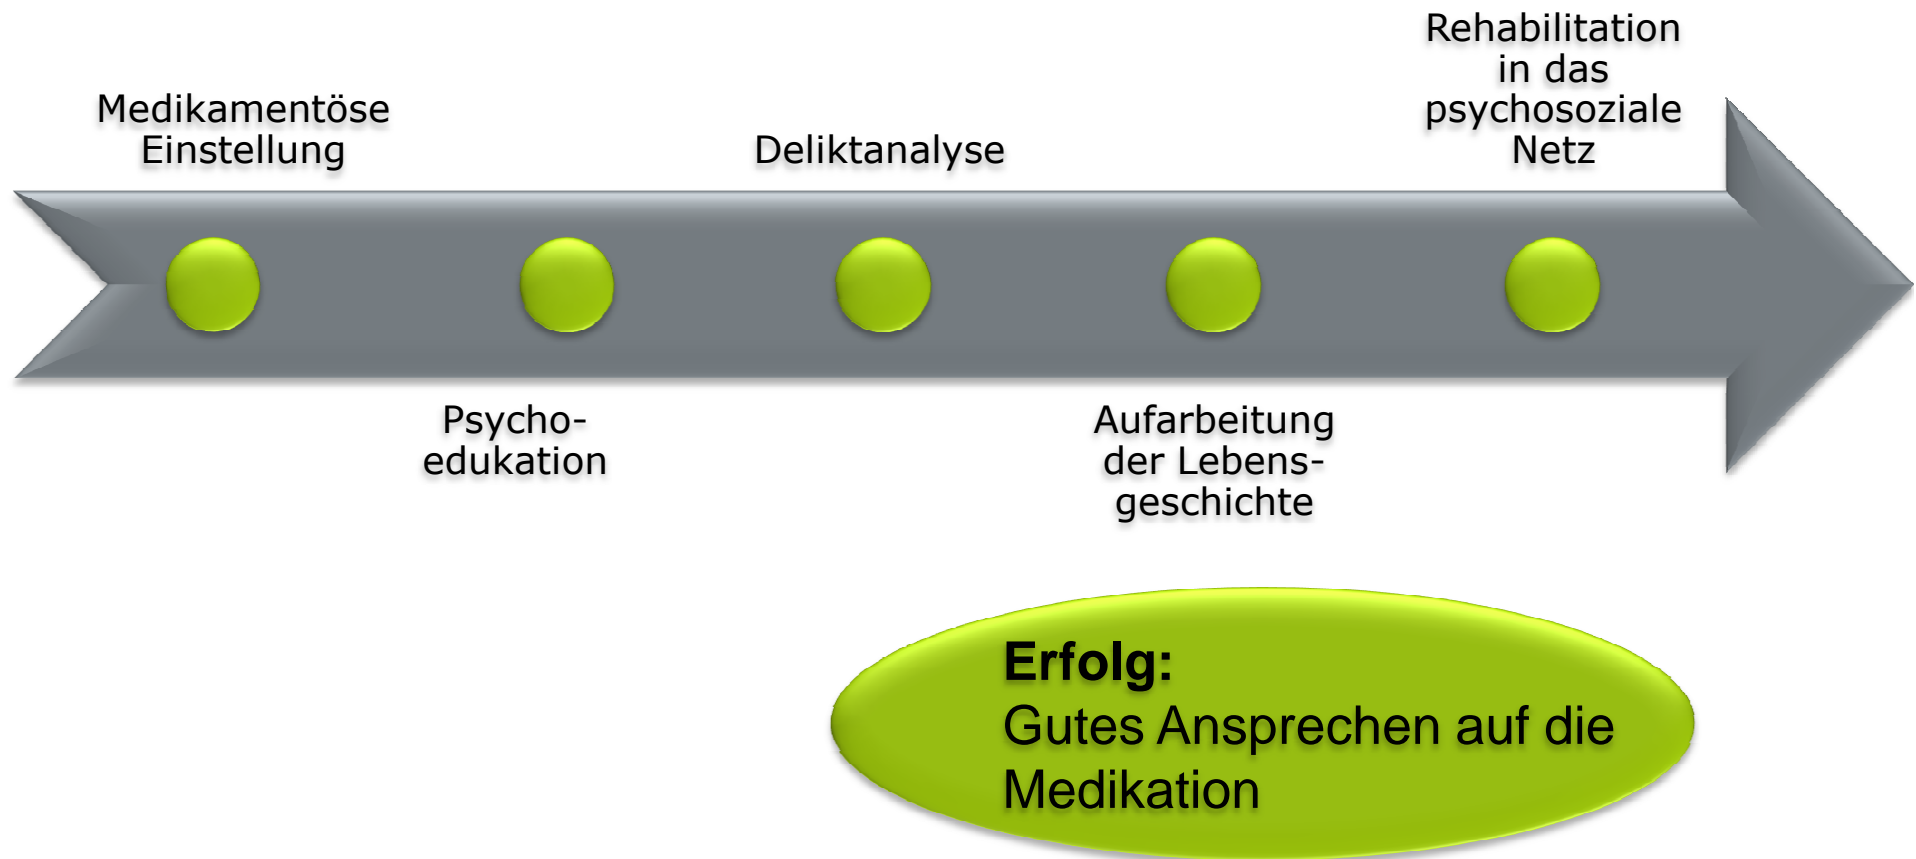 Medikamentöse
Einstellung
Psycho-
edukation
Deliktanalyse
Aufarbeitung
der Lebens-
geschichte
Rehabilitation
in das
psychosoziale
Netz
Erfolg:
Gutes Ansprechen auf die
Medikation